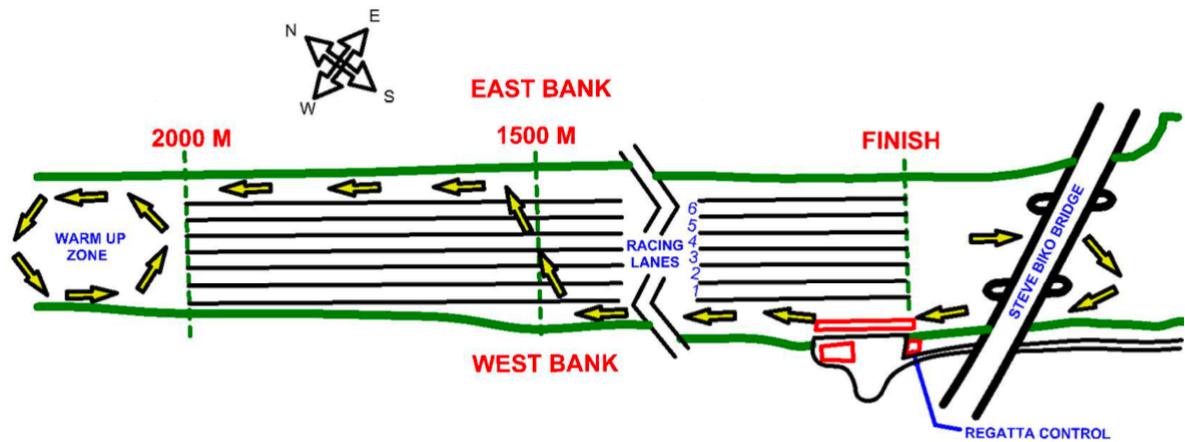 E
N
W
S
EAST BANK
2000 M
1500 M
FINISH
6
5
4
3
2
1
WARM UP
ZONE
RACING
LANES
STEVE BIKO BRIDGE
WEST BANK
REGATTA CONTROL